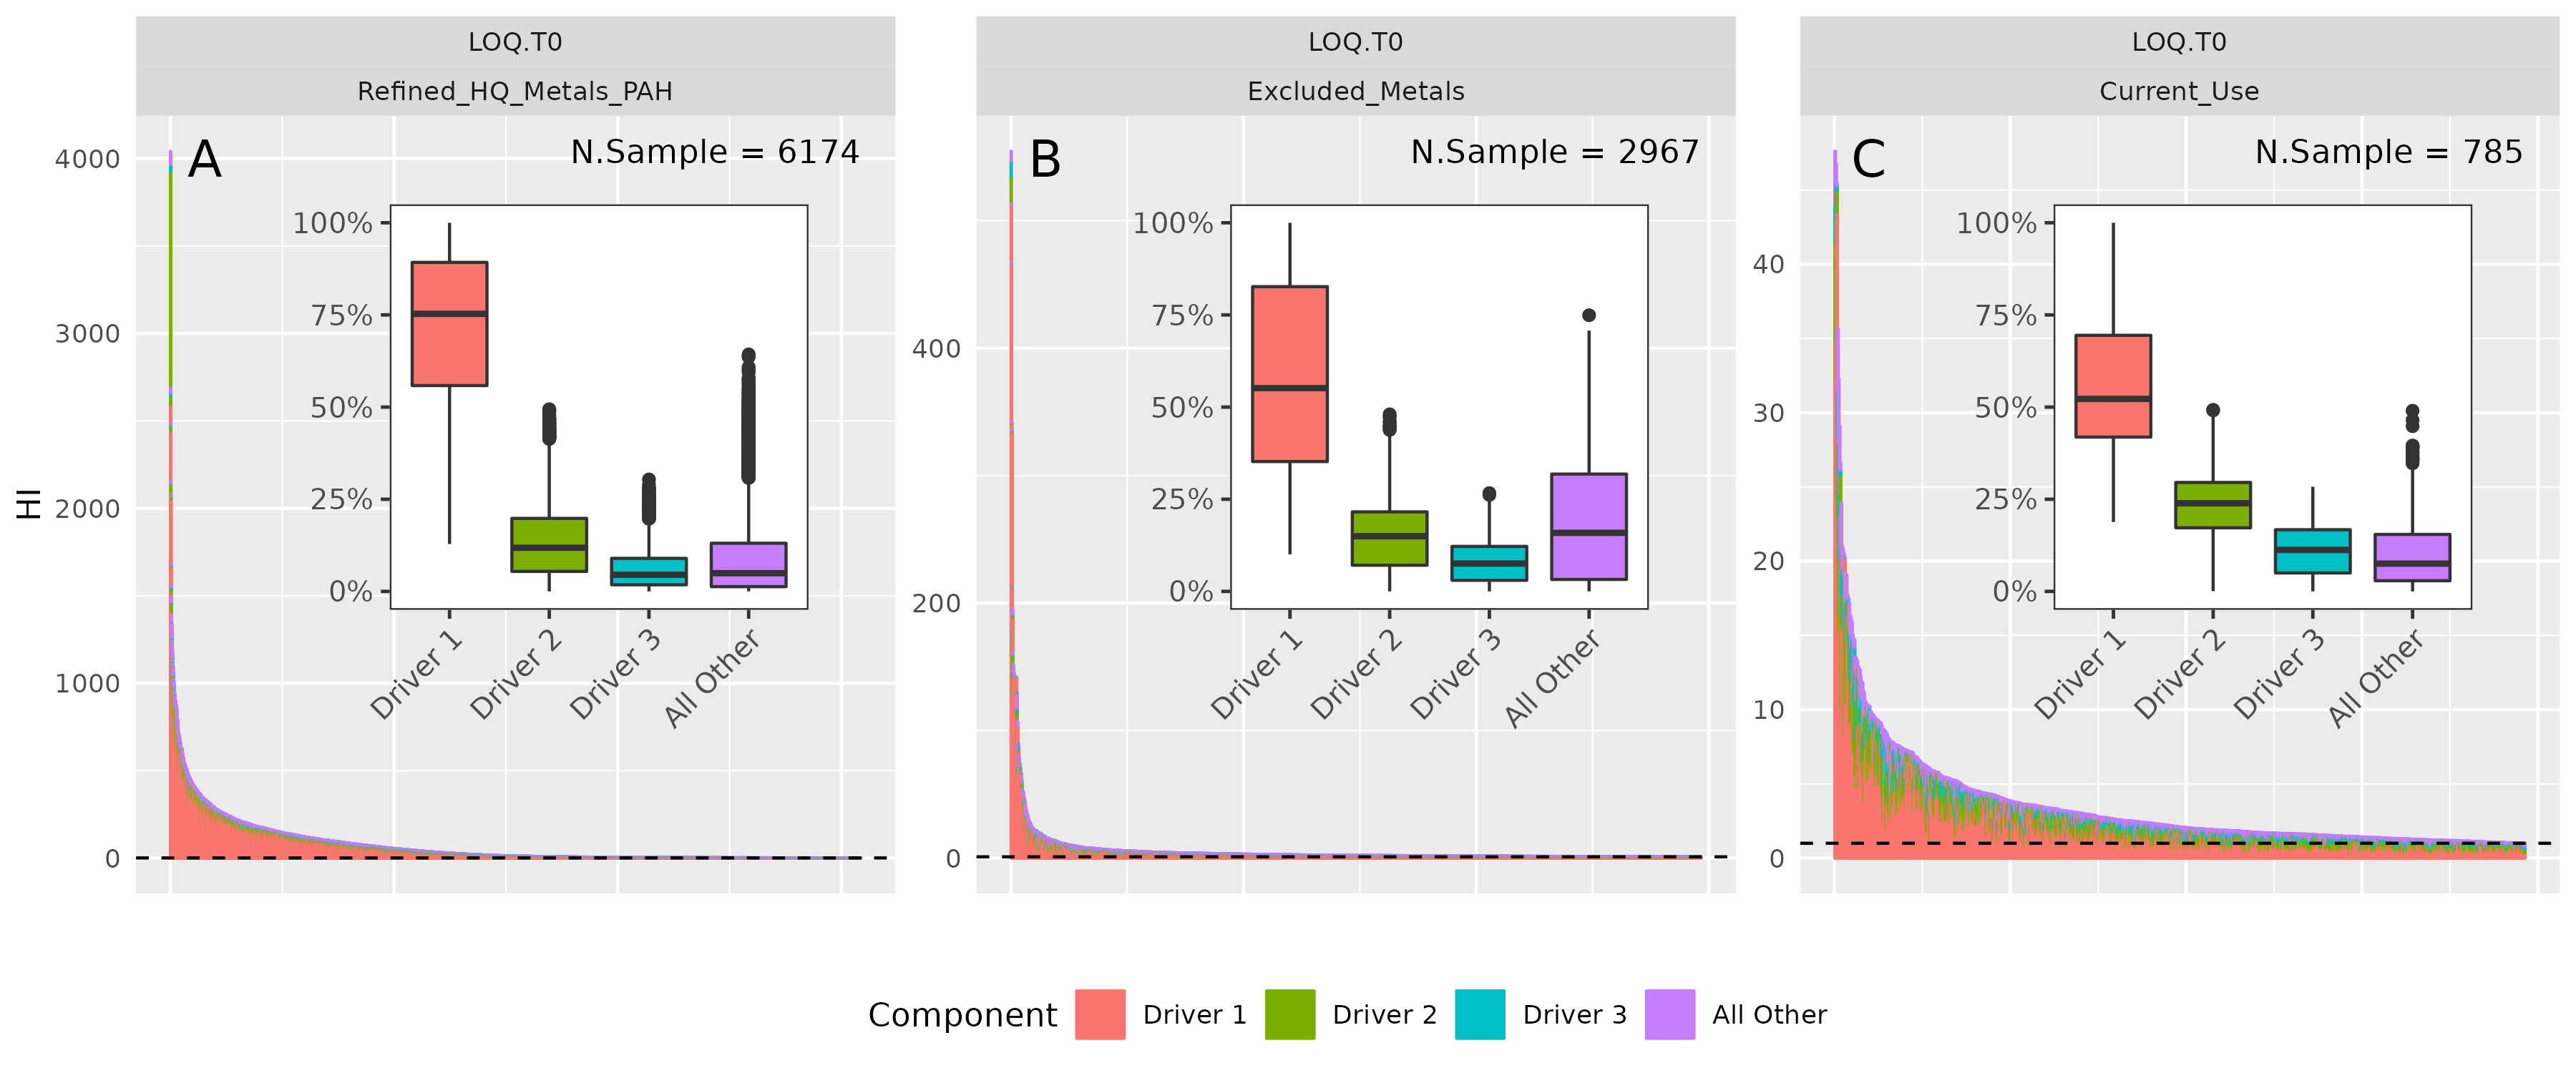 LOQ.T0
Refined_HQ_Metals_PAH
A
N.Sample = 6174
HI
4000
3000
2000
1000
0
100%
75%
50%
25%
0%
Driver 1
Driver 2
Driver 3
All Other
LOQ.T0
Excluded_Metals
B
N.Sample = 2967
400
200
0
100%
75%
50%
25%
0%
Driver 1
Driver 2
Driver 3
All Other
LOQ.T0
Current_Use
C
N.Sample = 785
40
30
20
10
0
100%
75%
50%
25%
0%
Driver 1
Driver 2
Driver 3
All Other
Component Driver 1 Driver 2 Driver 3 All Other